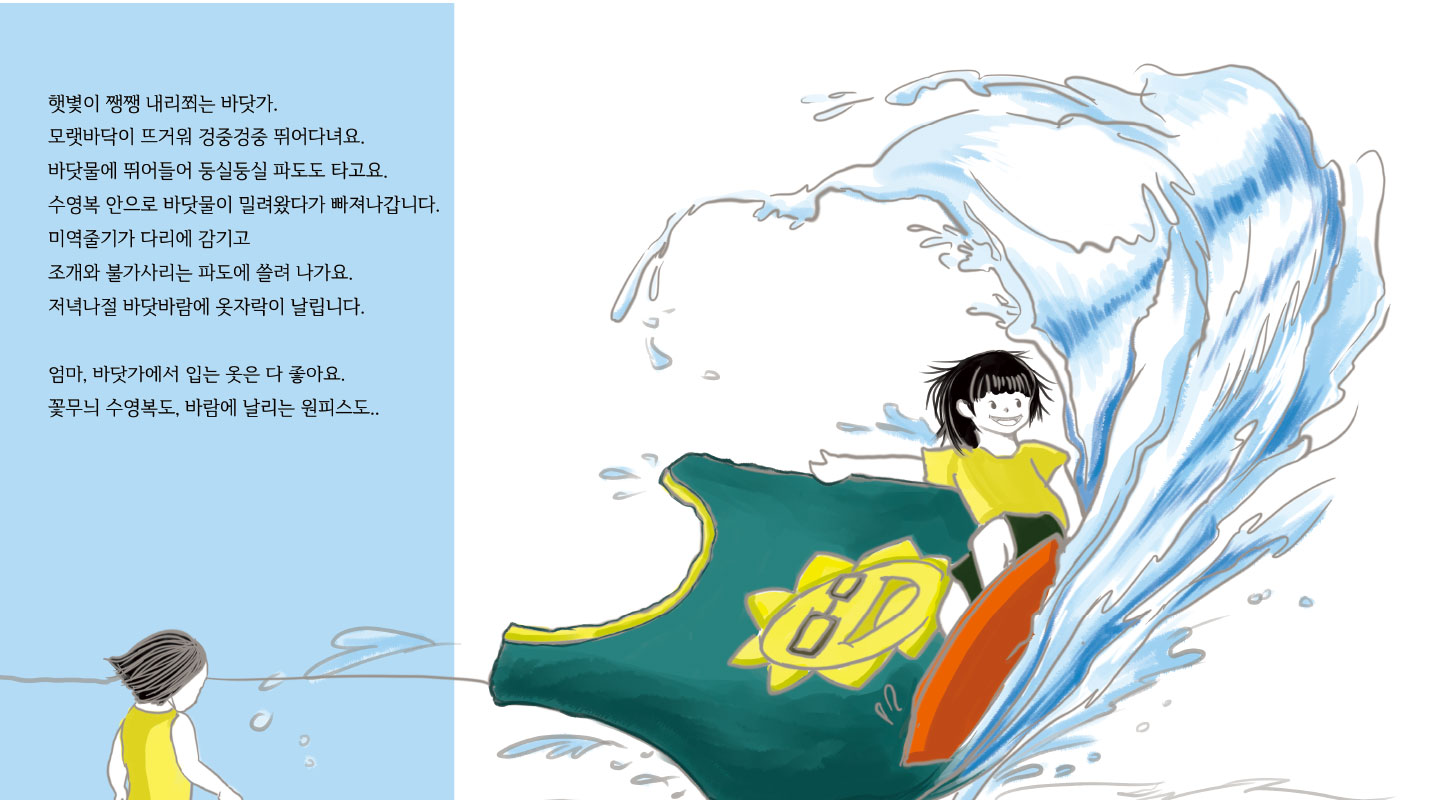 햇볓이 쨍쨍 내리쬐는 바닷가.
모랫바닥이 뜨거워 겅중겅중 뛰어다녀요.
바닷물에 뛰어들어 둥실둥실 파도도 타고요.
수영복 안으로 바닷물이 밀려왔다가 빠져나갑니다.
미역줄기가 다리에 감기고
조개와 불가사리는 파도에 쓸려 나가요.
저녁나절 바닷바람에 옷자락이 날립니다.
엄마, 바닷가에서 입는 옷은 다 좋아요.
꽃무늬 수영복도, 바람에 날리는 원피스도..